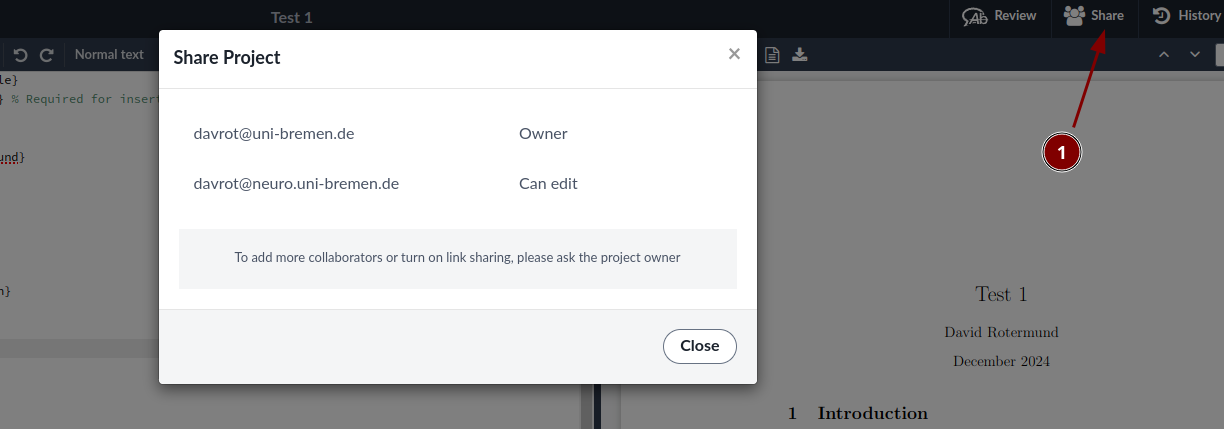 Test 1
Review
Share
History
Normal text
Share Project
×
le}
} % Required for insert
und}
n}
davrot@uni-bremen.de Owner
davrot@neuro.uni-bremen.de Can edit
To add more collaborators or turn on link sharing, please ask the project owner
Close
1
Test 1
David Rotermund
December 2024
1 Introduction